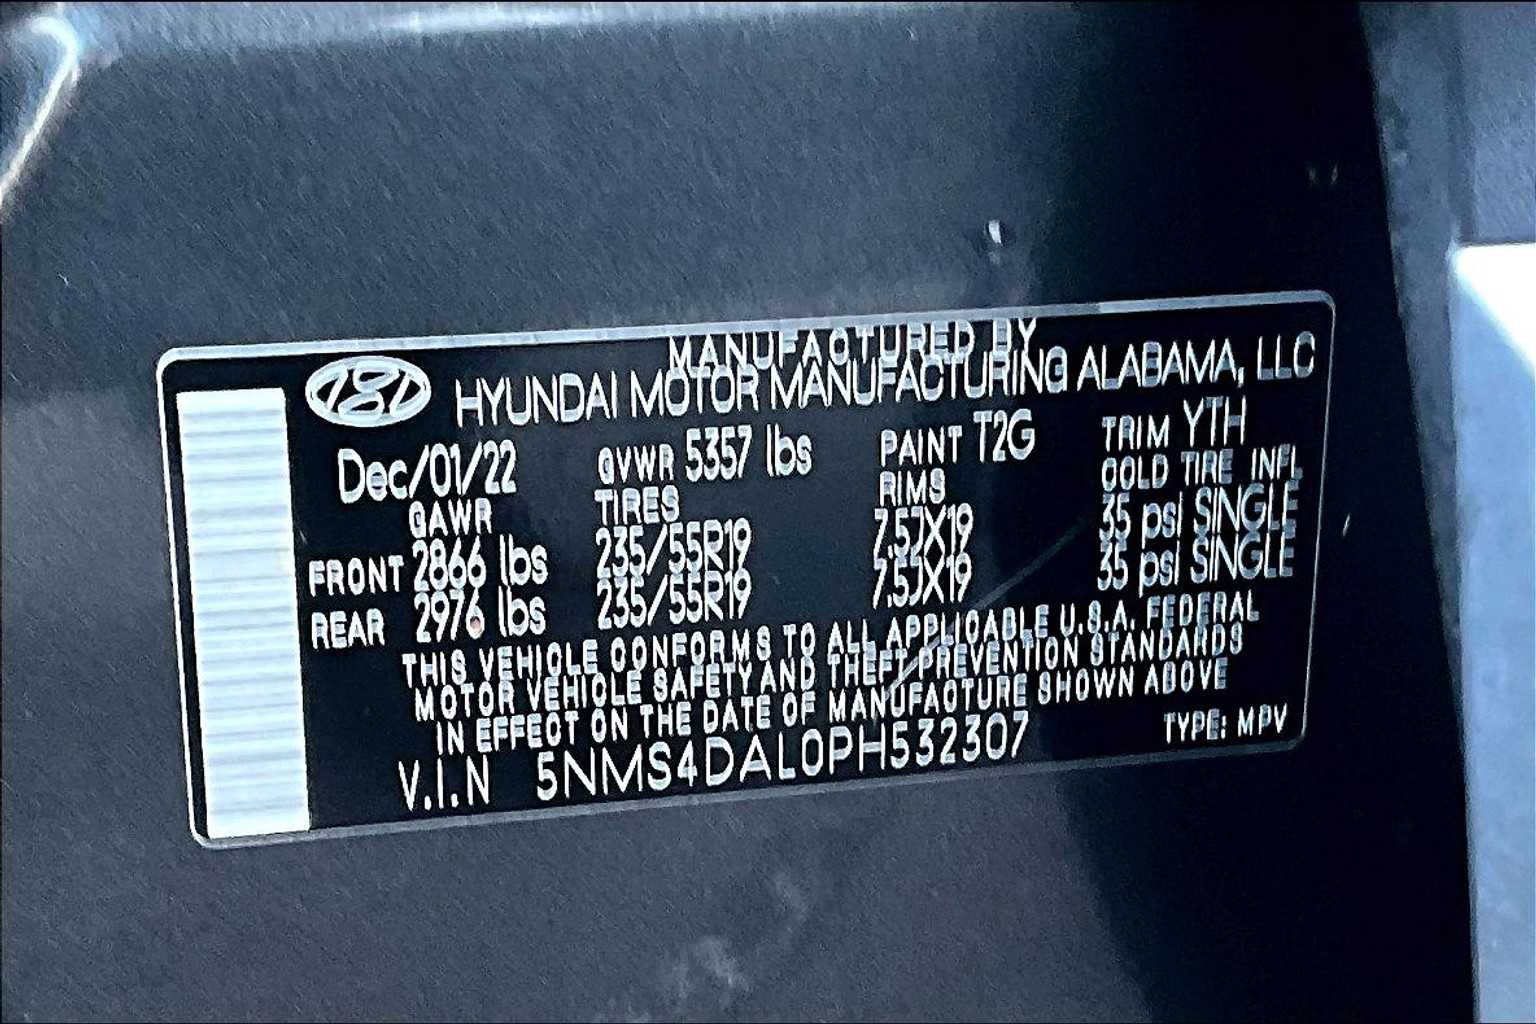 MANUFACTURED BY
HYUNDAI MOTOR MANUFACTURING ALABAMA, LLC
Dec/01/22 GVWR 5357 lbs PAINT T2G TRIM YTH
GAWR TIRES RIMS COLD TIRE INFL
FRONT 2866 lbs 235/55R19 7.5JX19 35 psi SINGLE
REAR 2976 lbs 235/55R19 7.5JX19 35 psi SINGLE
THIS VEHICLE CONFORMS TO ALL APPLICABLE U.S.A. FEDERAL
MOTOR VEHICLE SAFETY AND THEFT PREVENTION STANDARDS
IN EFFECT ON THE DATE OF MANUFACTURE SHOWN ABOVE
V.I.N 5NMS4DAL0PH532307 TYPE: MPV